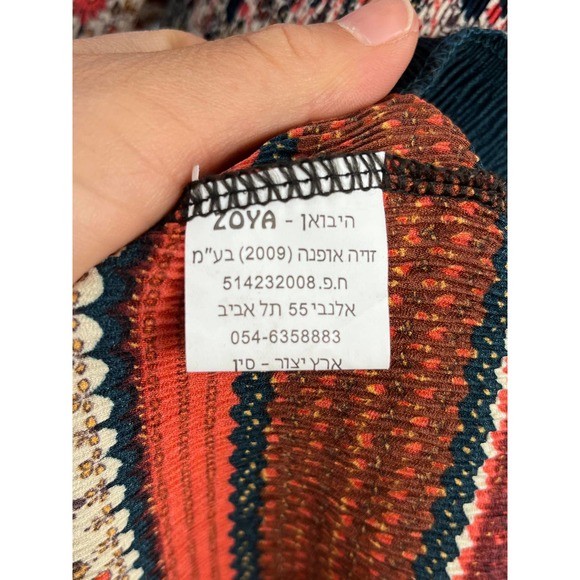 היבואן - ZOYA
זויה אופנה (2009) בע"מ
ח.פ.514232008
אלנבי 55 תל אביב
054-6358883
ארץ יצור - סין